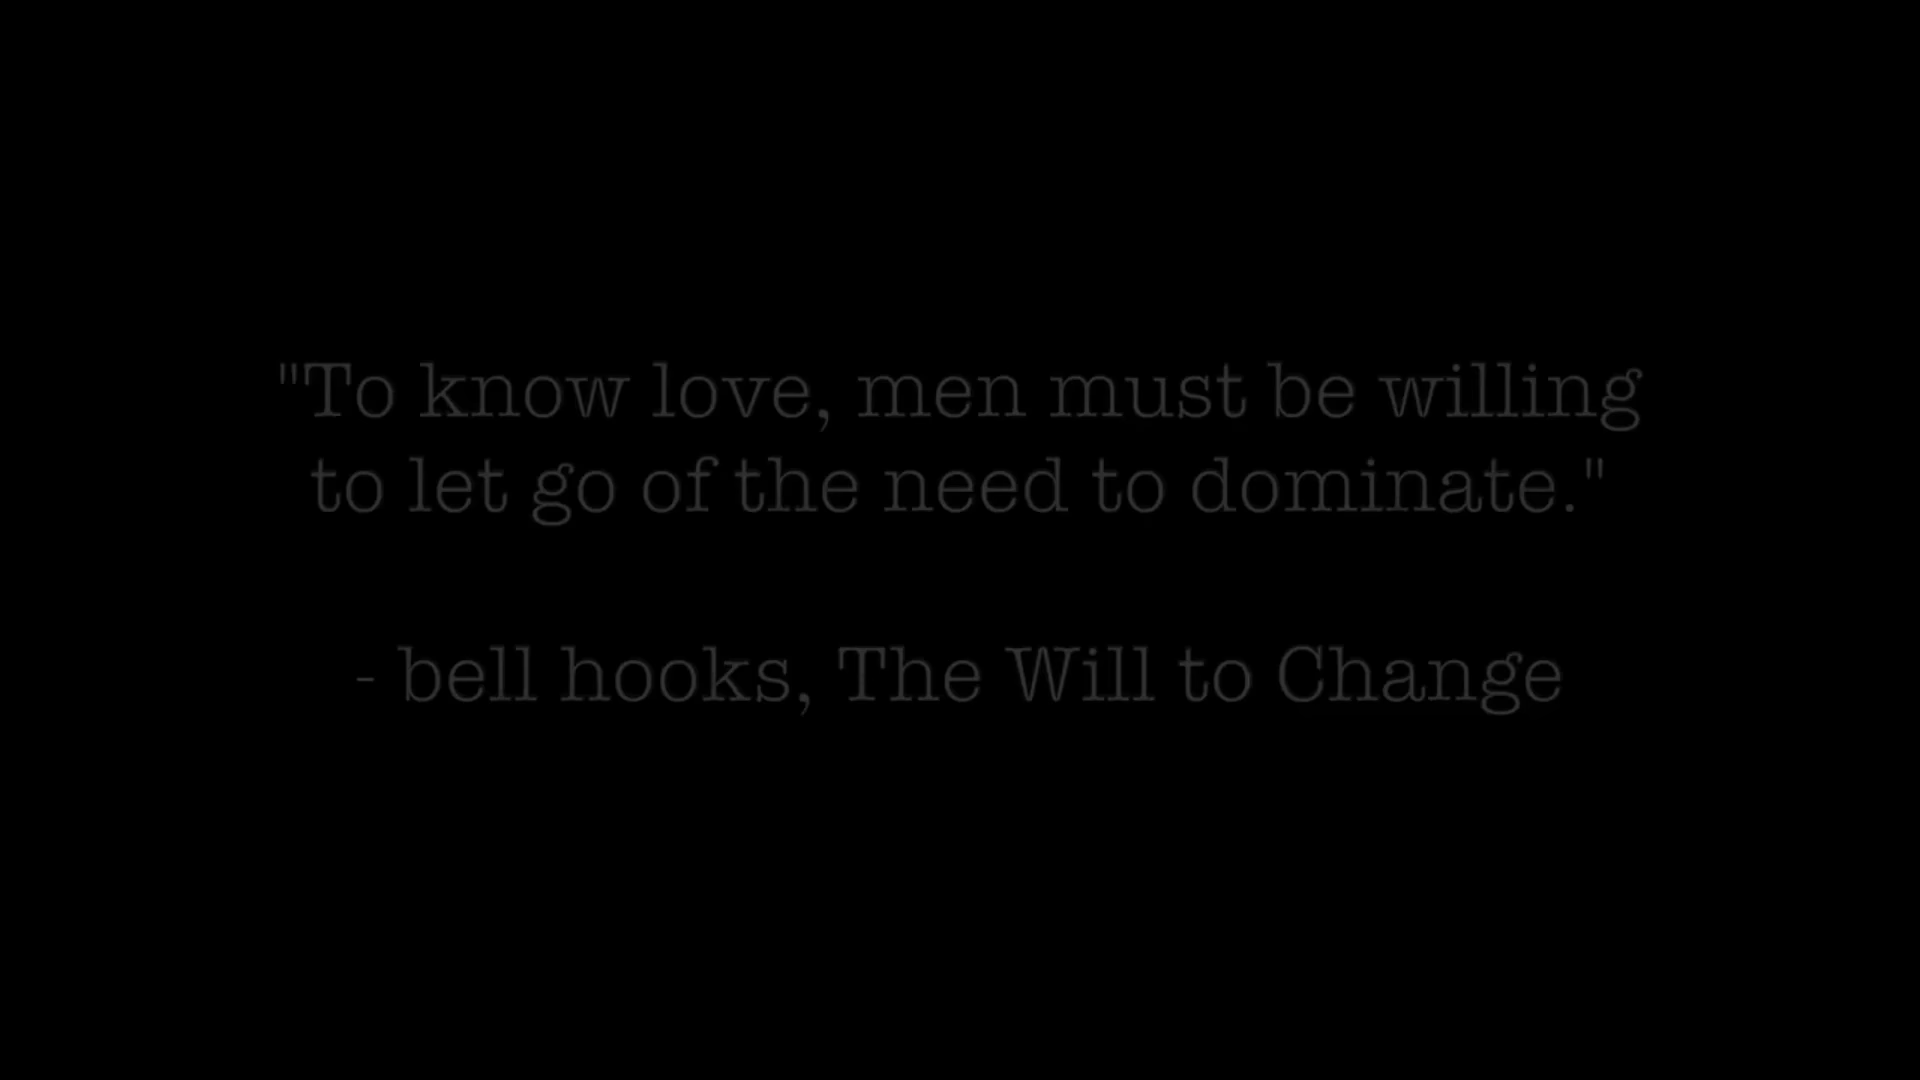 "To know love, men must be willing
to let go of the need to dominate."
- bell hooks, The Will to Change